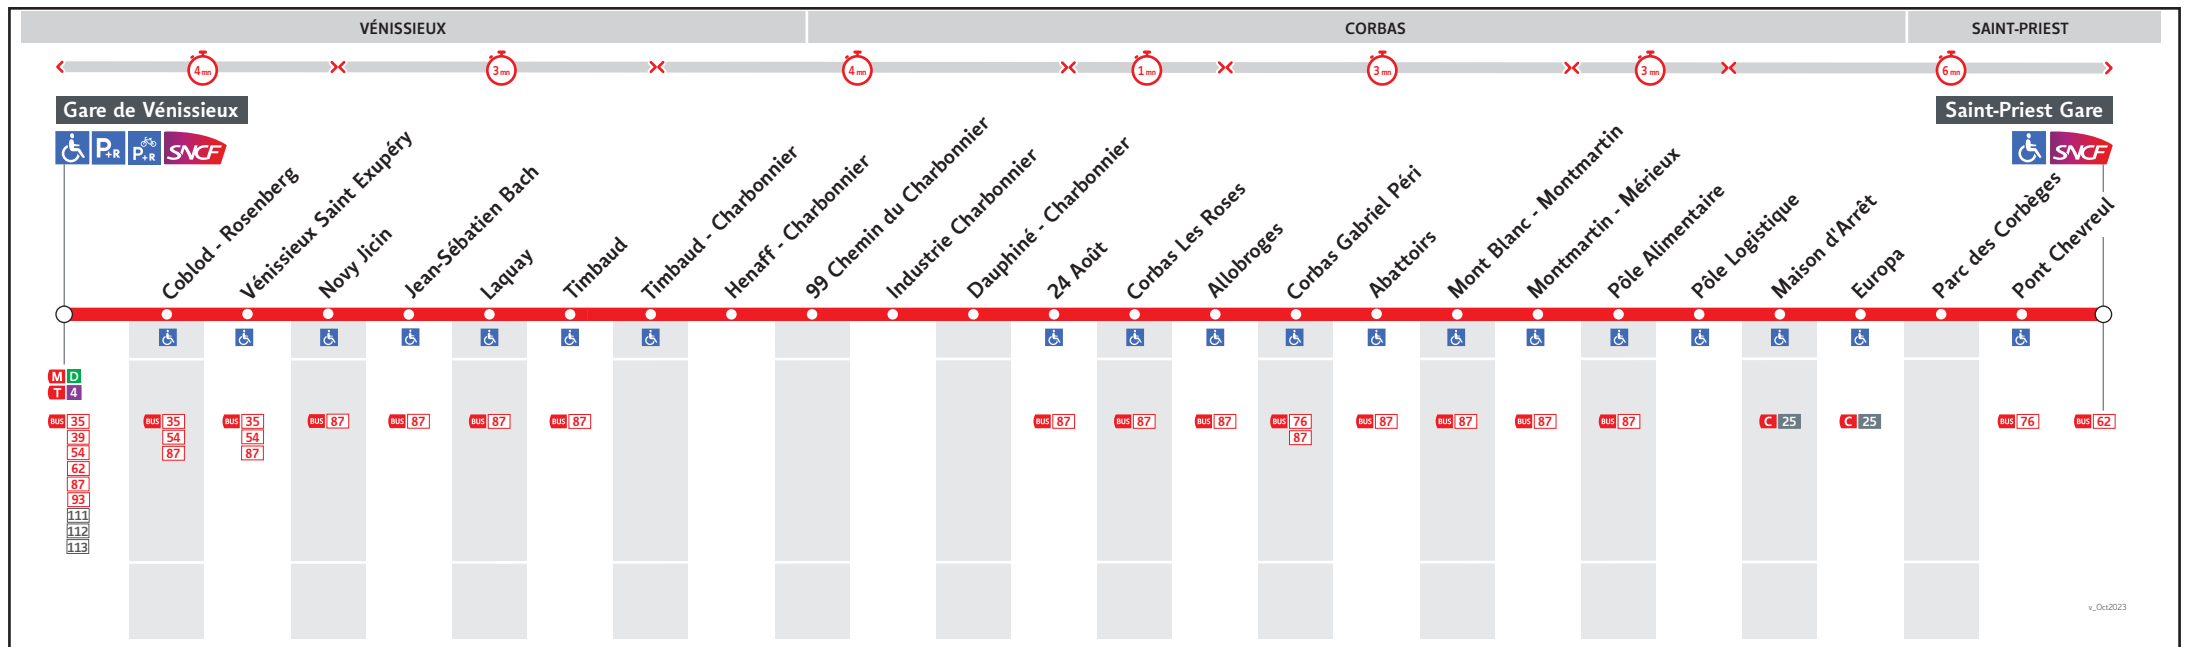 VÉNISSIEUX
CORBAS
SAINT-PRIEST
4 mn
3 mn
4 mn
1 mn
3 mn
3 mn
6 mn
Gare de Vénissieux
P+R
P+R
SNCF
Saint-Priest Gare
SNCF
Coblod - Rosenberg
Vénissieux Saint Exupéry
Novy Jicin
Jean-Sébatien Bach
Laquay
Timbaud
Timbaud - Charbonnier
Henaff - Charbonnier
99 Chemin du Charbonnier
Industrie Charbonnier
Dauphiné - Charbonnier
24 Août
Corbas Les Roses
Allobroges
Corbas Gabriel Péri
Abattoirs
Mont Blanc - Montmartin
Montmartin - Mérieux
Pôle Alimentaire
Pôle Logistique
Maison d'Arrêt
Europa
Parc des Corbèges
Pont Chevreul
M D
T 4
BUS 35
39
54
62
87
93
111
112
113
BUS 35
54
87
BUS 35
54
87
BUS 87
BUS 87
BUS 87
BUS 87
BUS 87
BUS 87
BUS 87
BUS 76
87
BUS 87
BUS 87
BUS 87
BUS 87
C 25
C 25
BUS 76
BUS 62
v_Oct2023